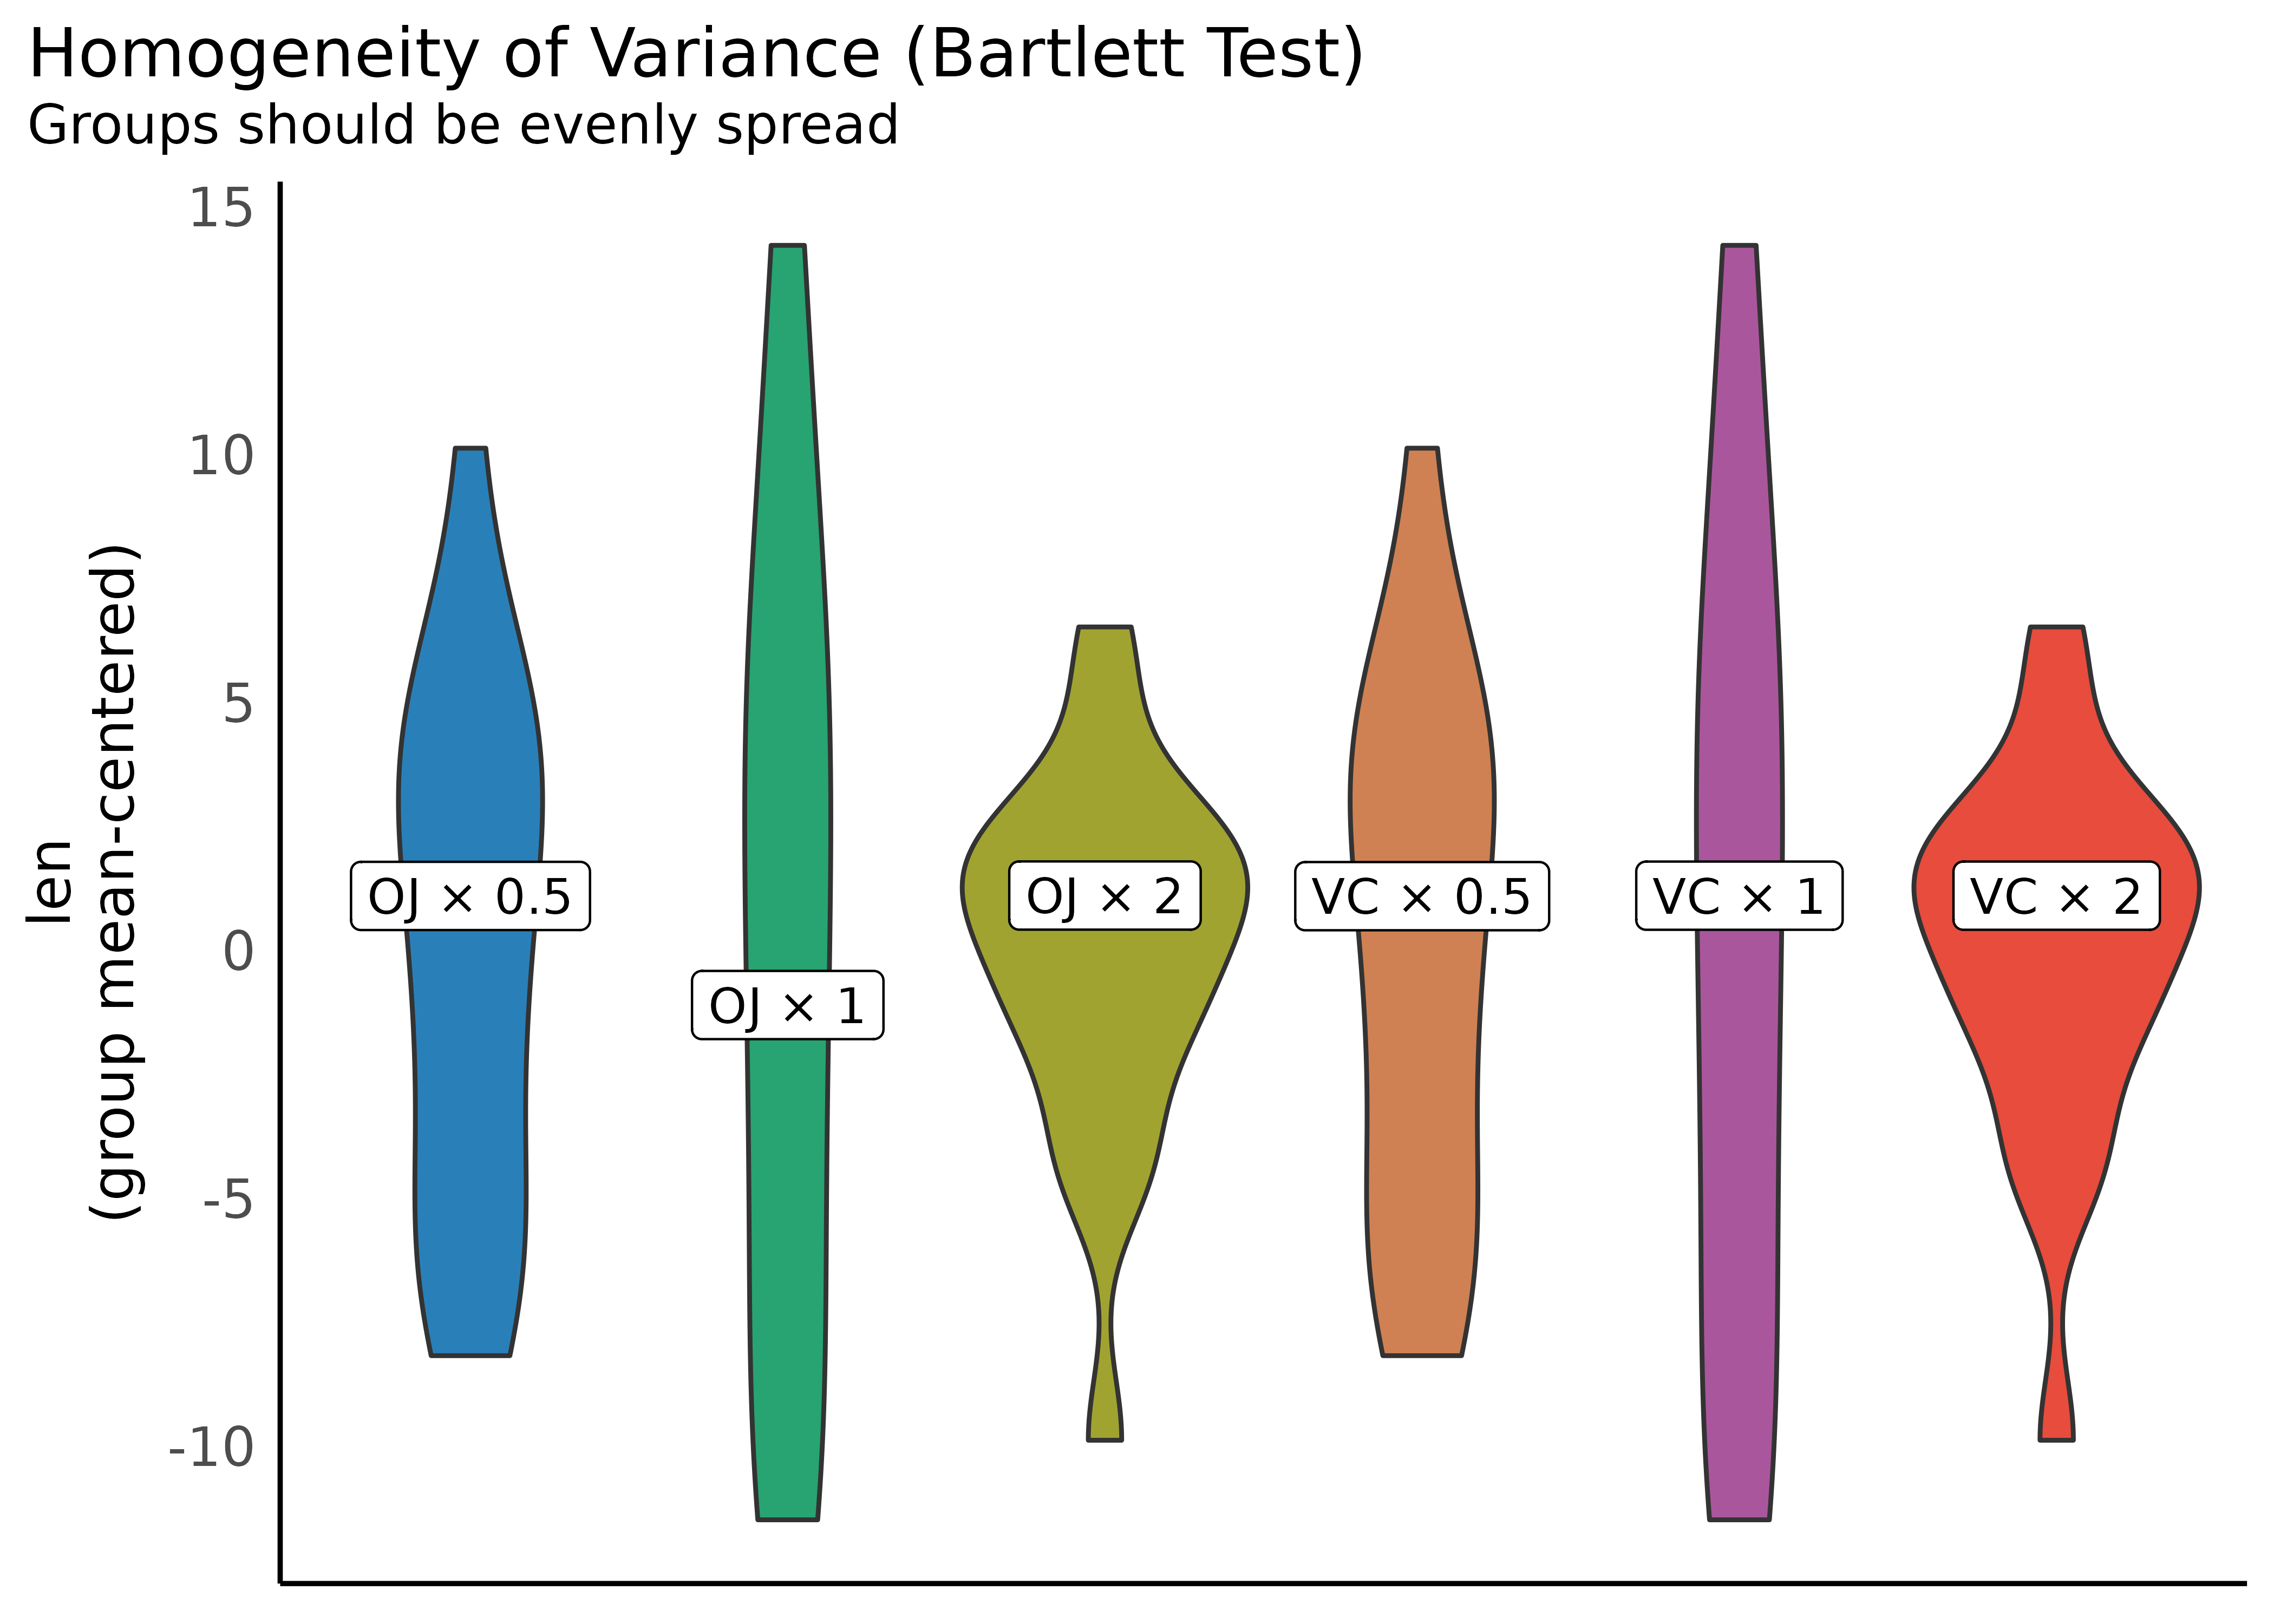 Homogeneity of Variance (Bartlett Test)
Groups should be evenly spread
len
(group mean-centered)
15
10
5
0
-5
-10
OJ × 0.5
OJ × 1
OJ × 2
VC × 0.5
VC × 1
VC × 2